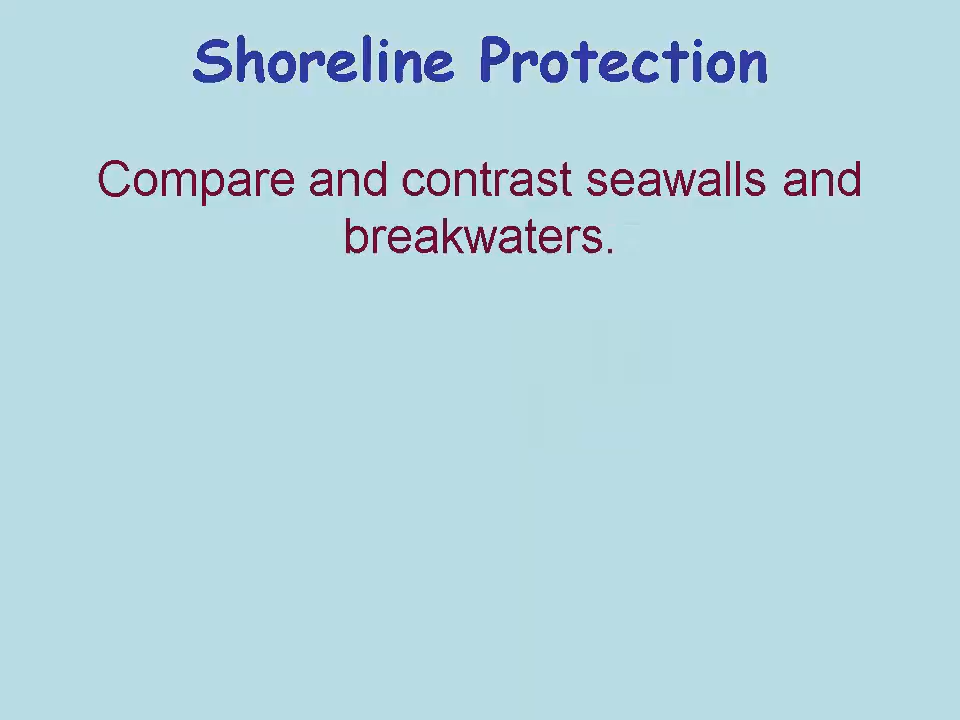 Shoreline Protection
Compare and contrast seawalls and
breakwaters.